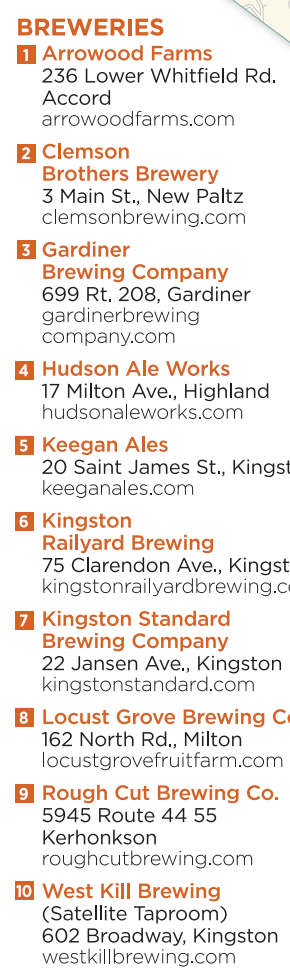 BREWERIES
1 Arrowood Farms
236 Lower Whitfield Rd.
Accord
arrowoodfarms.com
2 Clemson
Brothers Brewery
3 Main St., New Paltz
clemsonbrewing.com
3 Gardiner
Brewing Company
699 Rt. 208, Gardiner
gardinerbrewing
company.com
4 Hudson Ale Works
17 Milton Ave., Highland
hudsonaleworks.com
5 Keegan Ales
20 Saint James St.,
keeganales.com
6 Kingston
Railyard Brewing
75 Clarendon Ave.,
7 Kingston Standard
Brewing Company
22 Jansen Ave., Kingston
kingstonstandard.com
8 Locust Grove Brewing
162 North Rd., Milton
locustgrovefruitfarm.com
9 Rough Cut Brewing Co.
5945 Route 44 55
Kerhonkson
roughcutbrewing.com
10 West Kill Brewing
(Satellite Taproom)
602 Broadway, Kingston
westkillbrewing.com